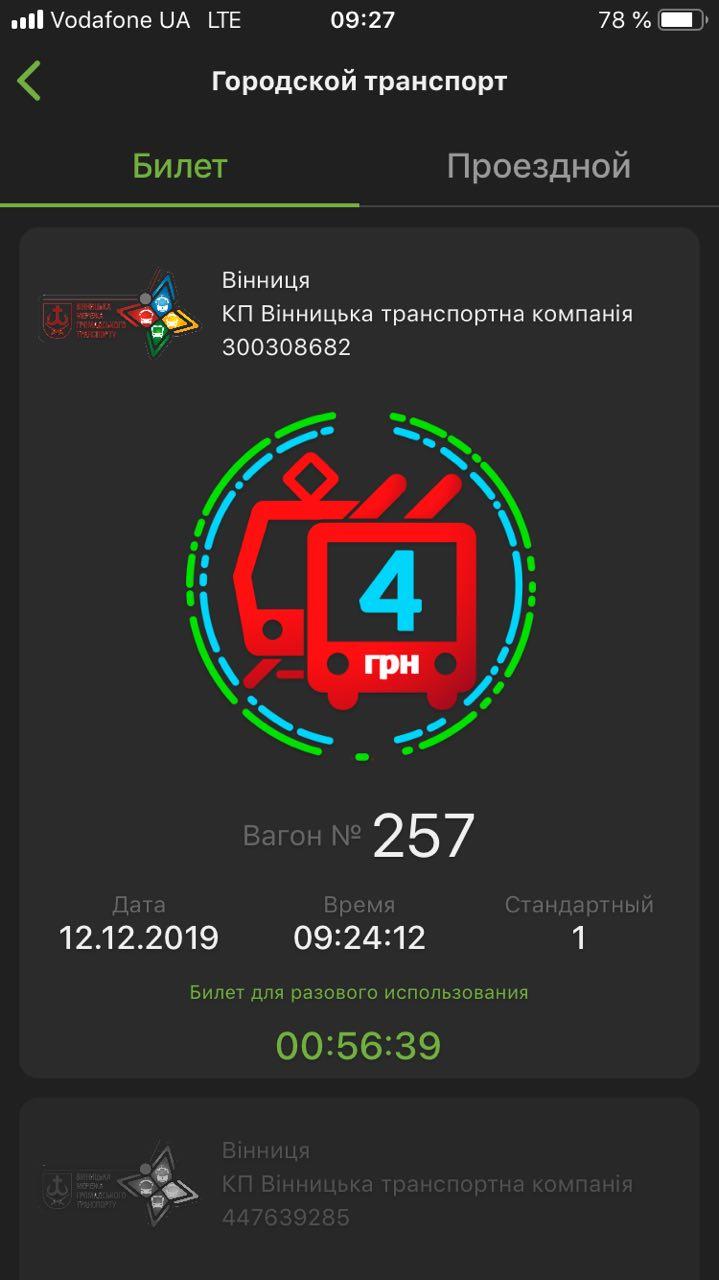 Vodafone UA LTE 09:27 78 %
Городской транспорт
Билет Проездной
Вінниця
КП Вінницька транспортна компанія
300308682
ВІННИЦЬКА
МЕРЕЖА
ГРОМАДСЬКОГО
ТРАНСПОРТУ
4
грн
Вагон № 257
Дата Время Стандартный
12.12.2019 09:24:12 1
Билет для разового использования
00:56:39
Вінниця
КП Вінницька транспортна компанія
447639285
ВІННИЦЬКА
МЕРЕЖА
ГРОМАДСЬКОГО
ТРАНСПОРТУ